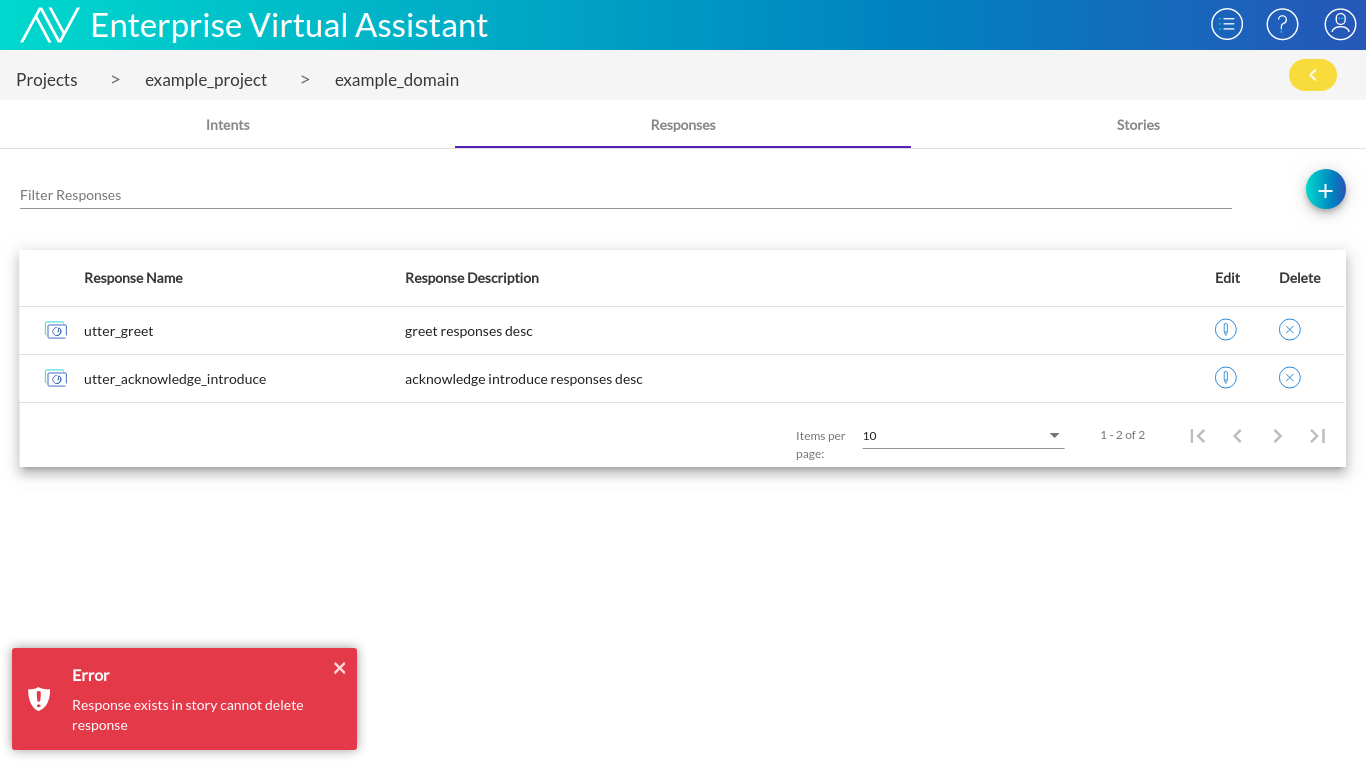 Enterprise Virtual Assistant
Projects > example_project > example_domain
Intents Responses Stories
Filter Responses
+
Response Name Response Description Edit Delete
utter_greet greet responses desc
utter_acknowledge_introduce acknowledge introduce responses desc
Items per page: 10 1 - 2 of 2
Error
Response exists in story cannot delete
response